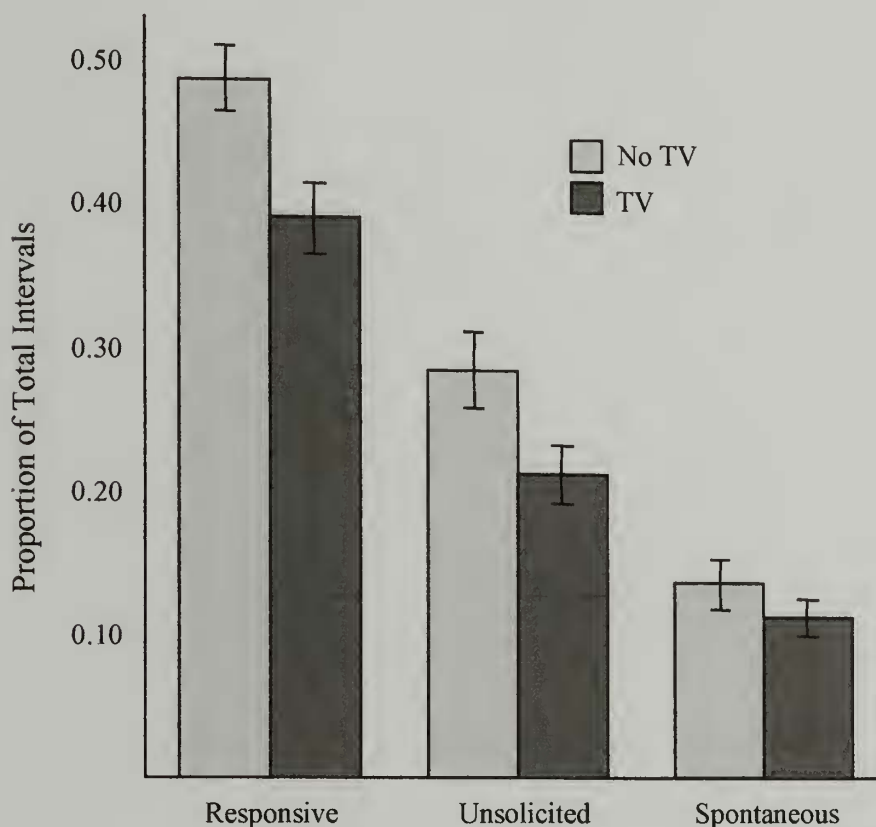 Proportion of Total Intervals
0.50
0.40
0.30
0.20
0.10
No TV
TV
Responsive
Unsolicited
Spontaneous